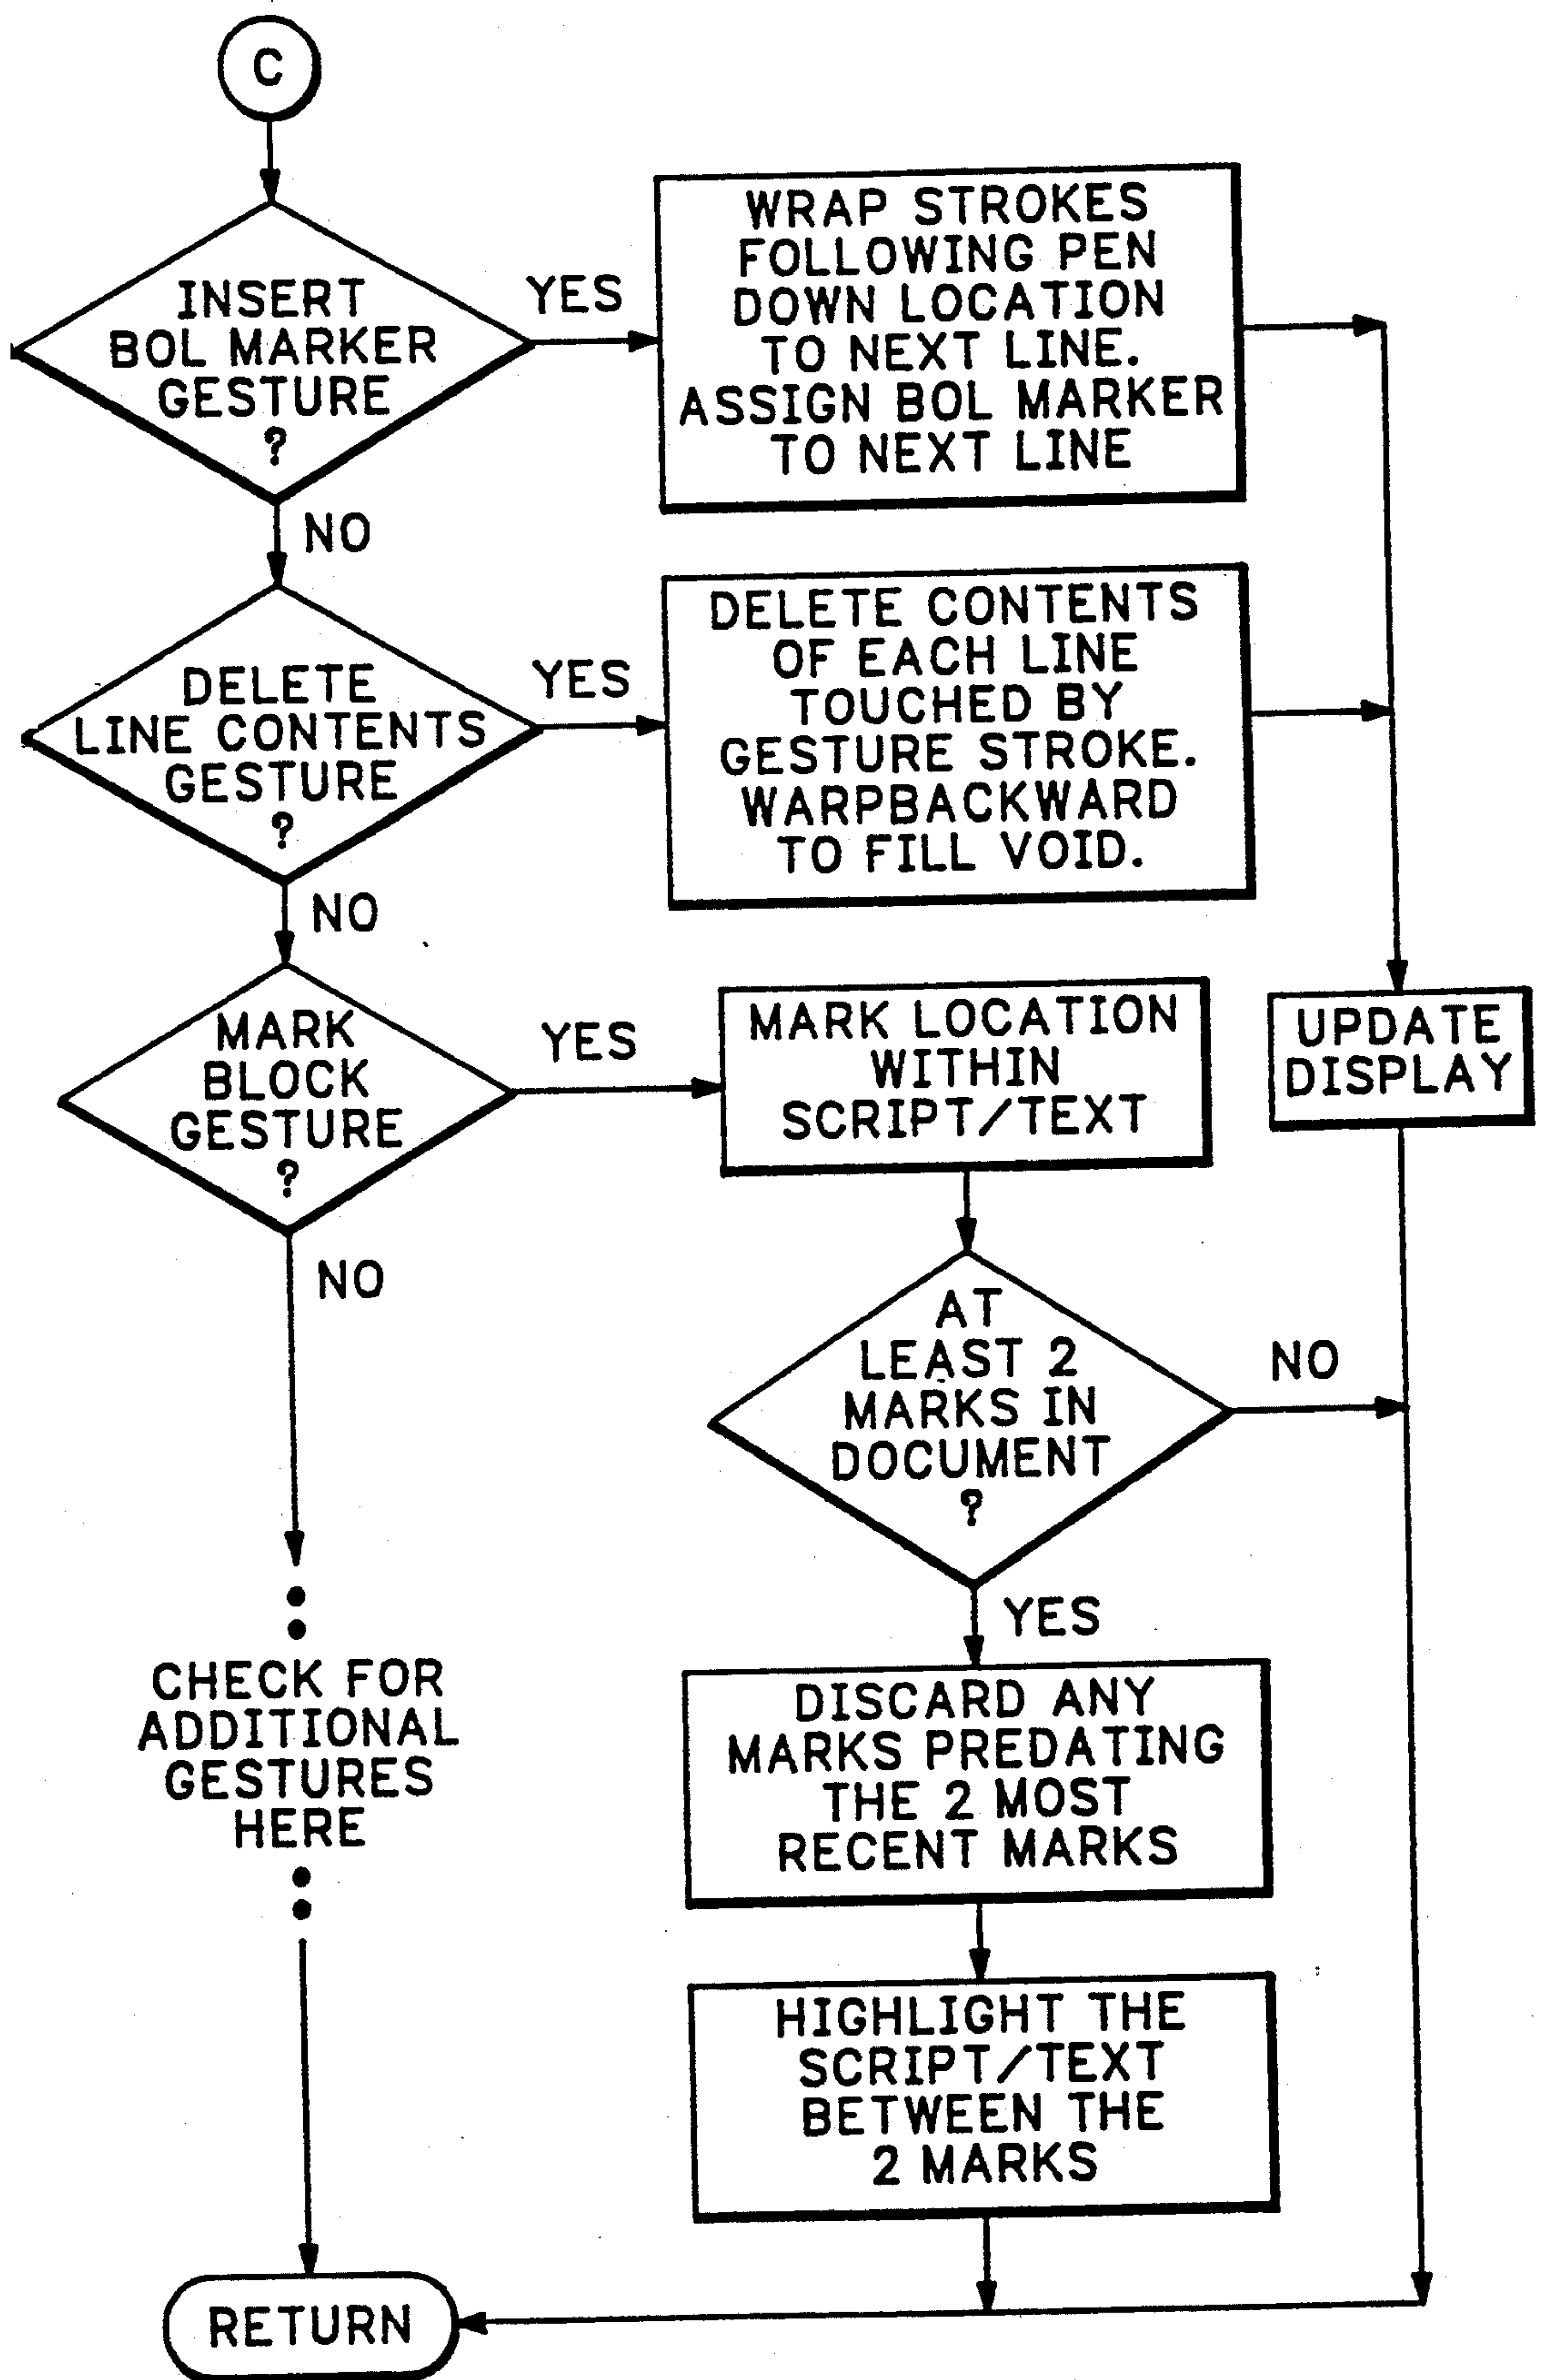 C
INSERT
BOL MARKER
GESTURE
?
YES
WRAP STROKES
FOLLOWING PEN
DOWN LOCATION
TO NEXT LINE.
ASSIGN BOL MARKER
TO NEXT LINE
NO
DELETE
LINE CONTENTS
GESTURE
?
YES
DELETE CONTENTS
OF EACH LINE
TOUCHED BY
GESTURE STROKE.
WARPBACKWARD
TO FILL VOID.
NO
MARK
BLOCK
GESTURE
?
YES
MARK LOCATION
WITHIN
SCRIPT/TEXT
UPDATE
DISPLAY
NO
AT
LEAST 2
MARKS IN
DOCUMENT
?
NO
YES
CHECK FOR
ADDITIONAL
GESTURES
HERE
DISCARD ANY
MARKS PREDATING
THE 2 MOST
RECENT MARKS
HIGHLIGHT THE
SCRIPT/TEXT
BETWEEN THE
2 MARKS
RETURN